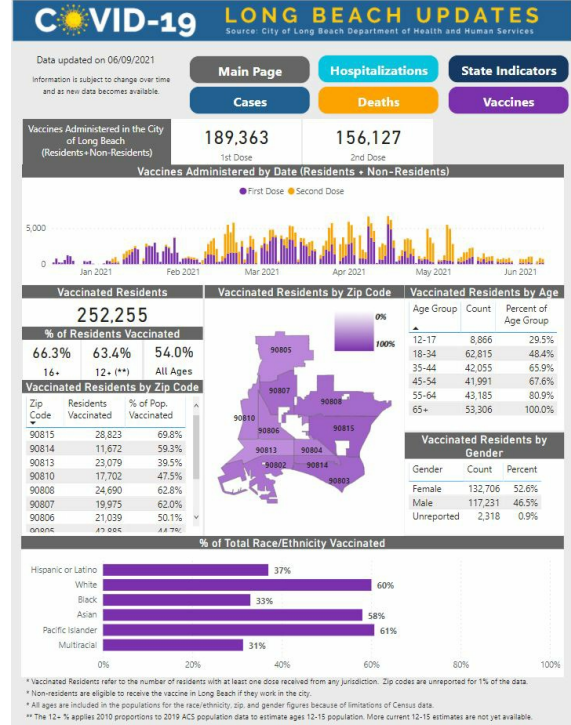 COVID-19 LONG BEACH UPDATES
Source: City of Long Beach Department of Health and Human Services
Data updated on 06/09/2021
Information is subject to change over time
and as new data becomes available.
Main Page
Hospitalizations
State Indicators
Cases
Deaths
Vaccines
Vaccines Administered in the City
of Long Beach
(Residents+Non-Residents)
189,363
1st Dose
156,127
2nd Dose
Vaccines Administered by Date (Residents + Non-Residents)
First Dose Second Dose
5,000
0
Jan 2021 Feb 2021 Mar 2021 Apr 2021 May 2021 Jun 2021
Vaccinated Residents
252,255
% of Residents Vaccinated
66.3% 63.4% 54.0%
16+ 12+ (**) All Ages
Vaccinated Residents by Zip Code
Zip Code Residents Vaccinated % of Pop. Vaccinated
90815 28,823 69.8%
90814 11,672 59.3%
90813 23,079 39.5%
90810 17,702 47.5%
90808 24,690 62.8%
90807 19,975 62.0%
90806 21,039 50.1%
90805 42,885 44.7%
Vaccinated Residents by Zip Code
0%
100%
90805
90807
90808
90810
90806
90815
90813
90804
90802
90814
90803
Vaccinated Residents by Age
Age Group Count Percent of Age Group
12-17 8,866 29.5%
18-34 62,815 48.4%
35-44 42,055 65.9%
45-54 41,991 67.6%
55-64 43,185 80.9%
65+ 53,306 100.0%
Vaccinated Residents by
Gender
Gender Count Percent
Female 132,706 52.6%
Male 117,231 46.5%
Unreported 2,318 0.9%
% of Total Race/Ethnicity Vaccinated
Hispanic or Latino 37%
White 60%
Black 33%
Asian 58%
Pacific Islander 61%
Multiracial 31%
0% 20% 40% 60% 80% 100%
* Vaccinated Residents refer to the number of residents with at least one dose received from any jurisdiction. Zip codes are unreported for 1% of the data.
* Non-residents are eligible to receive the vaccine in Long Beach if they work in the city.
* All ages are included in the populations for the race/ethnicity, zip, and gender figures because of limitations of Census data.
** The 12+ % applies 2010 proportions to 2019 ACS population data to estimate ages 12-15 population. More current 12-15 estimates are not yet available.